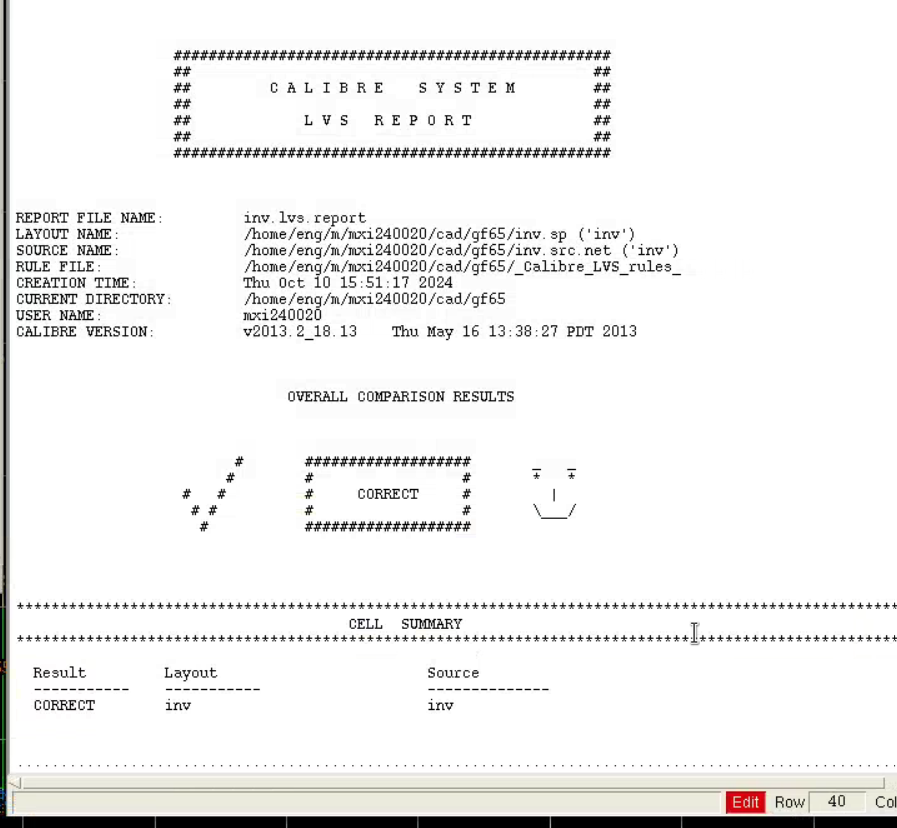 ##################################################
## ##
## C A L I B R E   S Y S T E M ##
## ##
## L V S   R E P O R T ##
## ##
##################################################
REPORT FILE NAME: inv.lvs.report
LAYOUT NAME: /home/eng/m/mxi240020/cad/gf65/inv.sp ('inv')
SOURCE NAME: /home/eng/m/mxi240020/cad/gf65/inv.src.net ('inv')
RULE FILE: /home/eng/m/mxi240020/cad/gf65/_Calibre_LVS_rules_
CREATION TIME: Thu Oct 10 15:51:17 2024
CURRENT DIRECTORY: /home/eng/m/mxi240020/cad/gf65
USER NAME: mxi240020
CALIBRE VERSION: v2013.2_18.13 Thu May 16 13:38:27 PDT 2013
OVERALL COMPARISON RESULTS
# ################### _ _
# # # * *
# # # CORRECT # |
# # # # \___/
# ###################
*****************************************************************************************************
CELL SUMMARY
*****************************************************************************************************
Result Layout Source
----------- ----------- --------------
CORRECT inv inv
Edit Row 40 Col